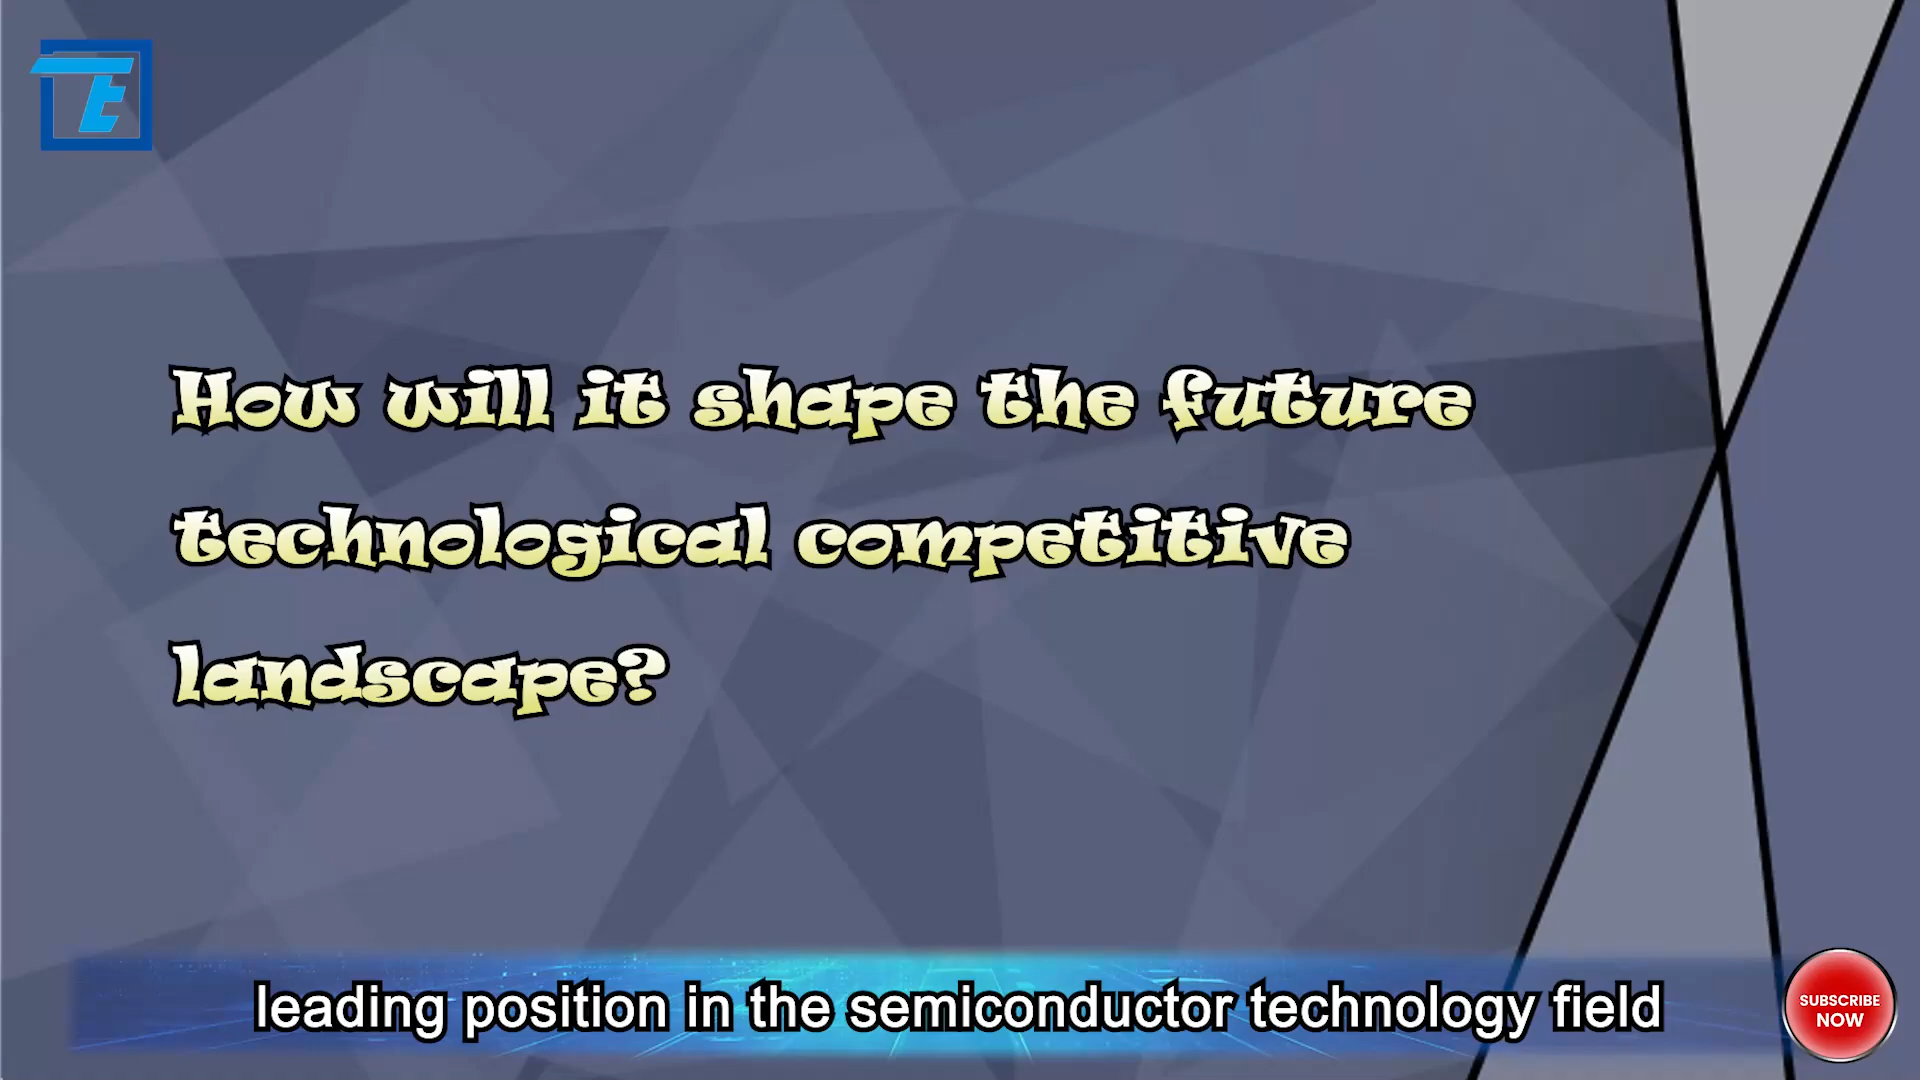 How will it shape the future
technological competitive
landscape?
leading position in the semiconductor technology field
SUBSCRIBE
NOW